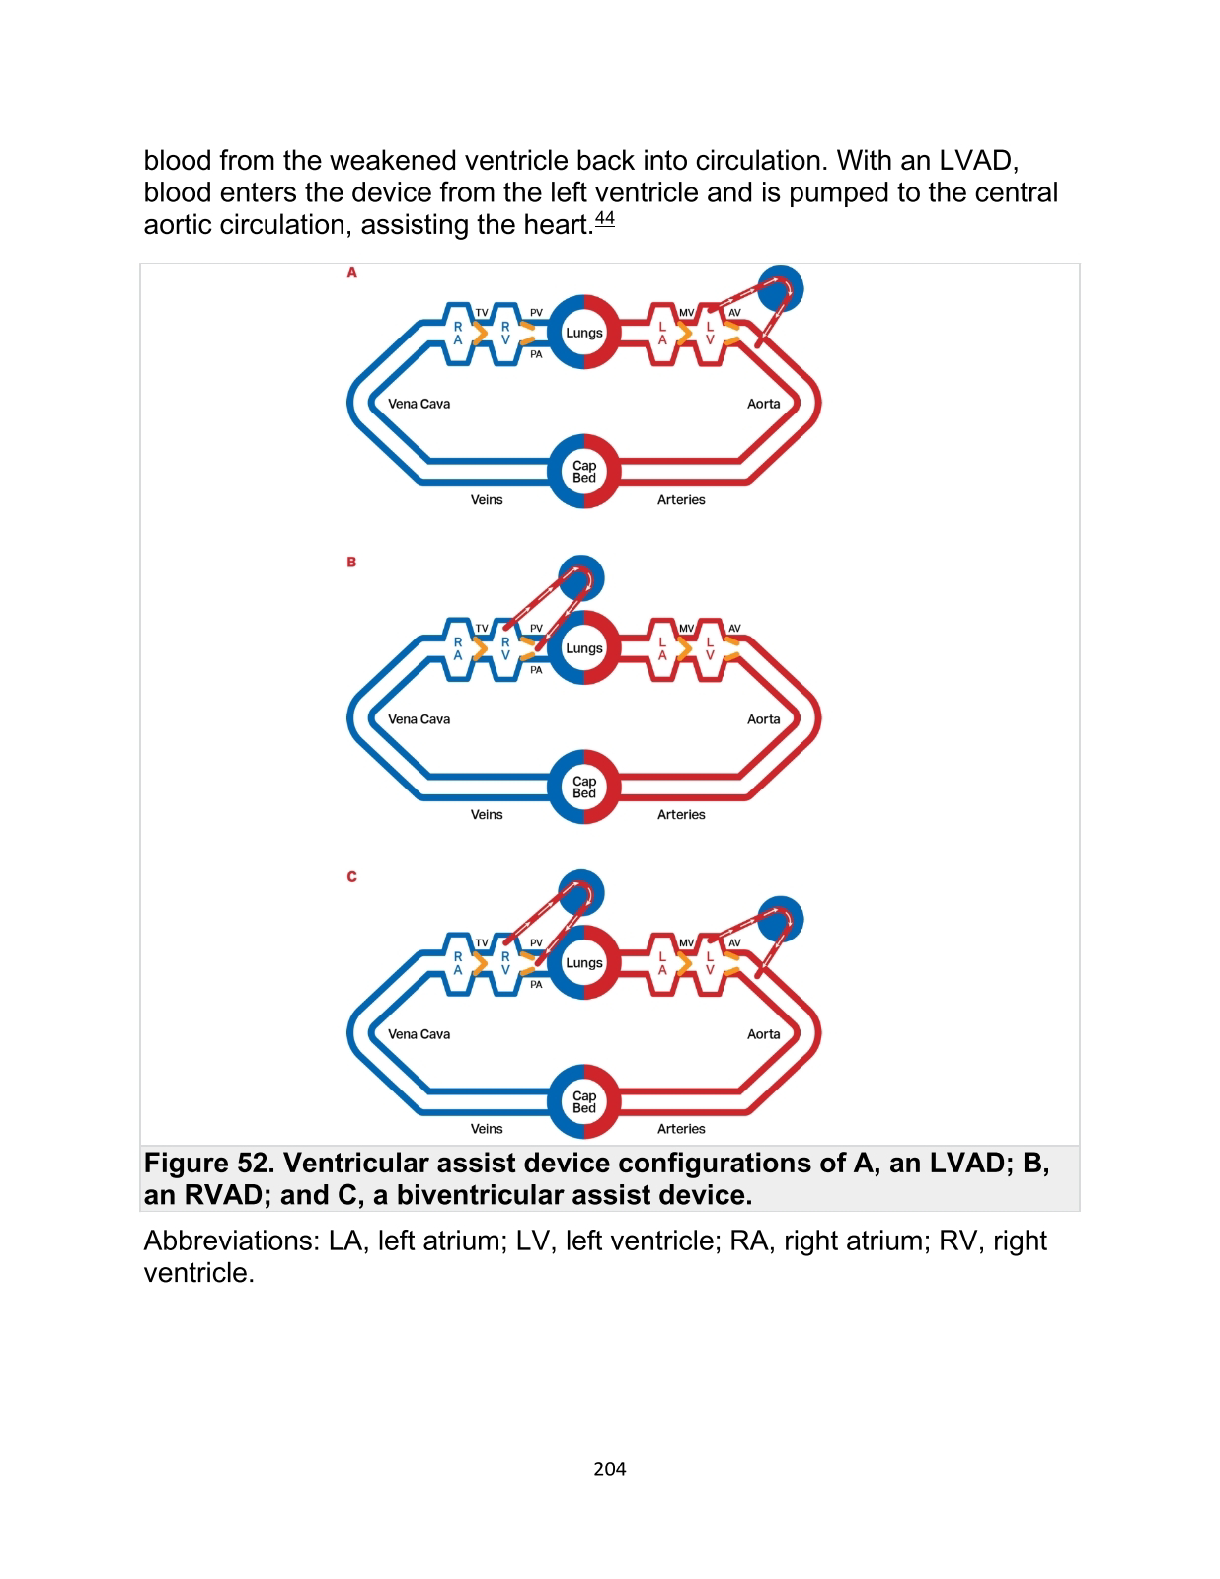 blood from the weakened ventricle back into circulation. With an LVAD,
blood enters the device from the left ventricle and is pumped to the central
aortic circulation, assisting the heart.44
A
TV PV MV AV
R A R V Lungs L A L V
PA
Vena Cava Aorta
Cap
Bed
Veins Arteries
B
TV PV MV AV
R A R V Lungs L A L V
PA
Vena Cava Aorta
Cap
Bed
Veins Arteries
C
TV PV MV AV
R A R V Lungs L A L V
PA
Vena Cava Aorta
Cap
Bed
Veins Arteries
Figure 52. Ventricular assist device configurations of A, an LVAD; B,
an RVAD; and C, a biventricular assist device.
Abbreviations: LA, left atrium; LV, left ventricle; RA, right atrium; RV, right
ventricle.
204